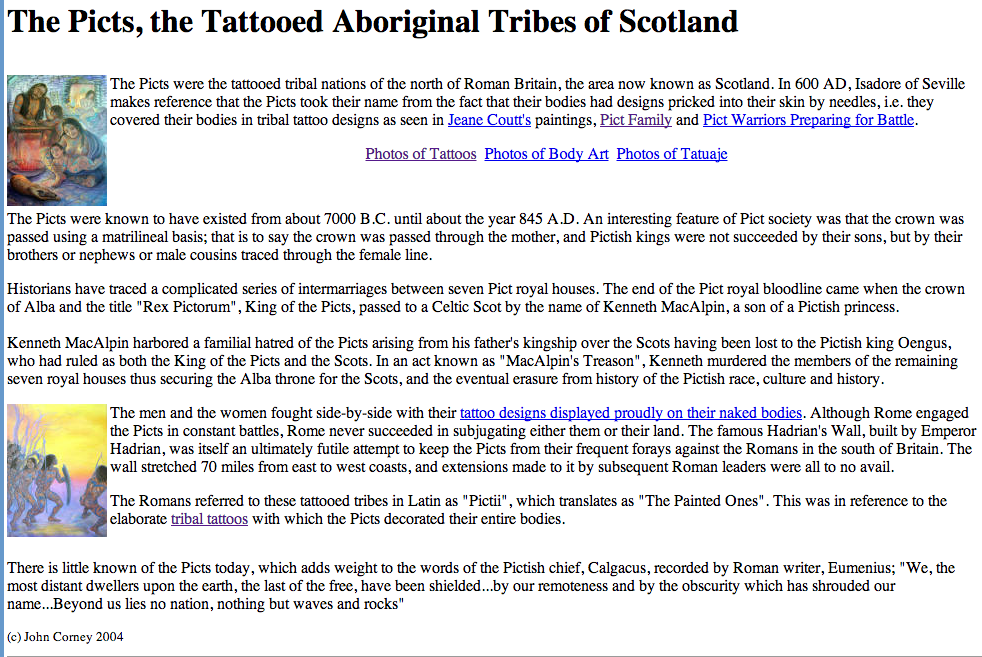 The Picts, the Tattooed Aboriginal Tribes of Scotland
The Picts were the tattooed tribal nations of the north of Roman Britain, the area now known as Scotland. In 600 AD, Isadore of Seville
makes reference that the Picts took their name from the fact that their bodies had designs pricked into their skin by needles, i.e. they
covered their bodies in tribal tattoo designs as seen in Jeane Coutt's paintings, Pict Family and Pict Warriors Preparing for Battle.
Photos of Tattoos Photos of Body Art Photos of Tatuaje
The Picts were known to have existed from about 7000 B.C. until about the year 845 A.D. An interesting feature of Pict society was that the crown was
passed using a matrilineal basis; that is to say the crown was passed through the mother, and Pictish kings were not succeeded by their sons, but by their
brothers or nephews or male cousins traced through the female line.
Historians have traced a complicated series of intermarriages between seven Pict royal houses. The end of the Pict royal bloodline came when the crown
of Alba and the title "Rex Pictorum", King of the Picts, passed to a Celtic Scot by the name of Kenneth MacAlpin, a son of a Pictish princess.
Kenneth MacAlpin harbored a familial hatred of the Picts arising from his father's kingship over the Scots having been lost to the Pictish king Oengus,
who had ruled as both the King of the Picts and the Scots. In an act known as "MacAlpin's Treason", Kenneth murdered the members of the remaining
seven royal houses thus securing the Alba throne for the Scots, and the eventual erasure from history of the Pictish race, culture and history.
The men and the women fought side-by-side with their tattoo designs displayed proudly on their naked bodies. Although Rome engaged
the Picts in constant battles, Rome never succeeded in subjugating either them or their land. The famous Hadrian's Wall, built by Emperor
Hadrian, was itself an ultimately futile attempt to keep the Picts from their frequent forays against the Romans in the south of Britain. The
wall stretched 70 miles from east to west coasts, and extensions made to it by subsequent Roman leaders were all to no avail.
The Romans referred to these tattooed tribes in Latin as "Pictii", which translates as "The Painted Ones". This was in reference to the
elaborate tribal tattoos with which the Picts decorated their entire bodies.
There is little known of the Picts today, which adds weight to the words of the Pictish chief, Calgacus, recorded by Roman writer, Eumenius; "We, the
most distant dwellers upon the earth, the last of the free, have been shielded...by our remoteness and by the obscurity which has shrouded our
name...Beyond us lies no nation, nothing but waves and rocks"
(c) John Corney 2004